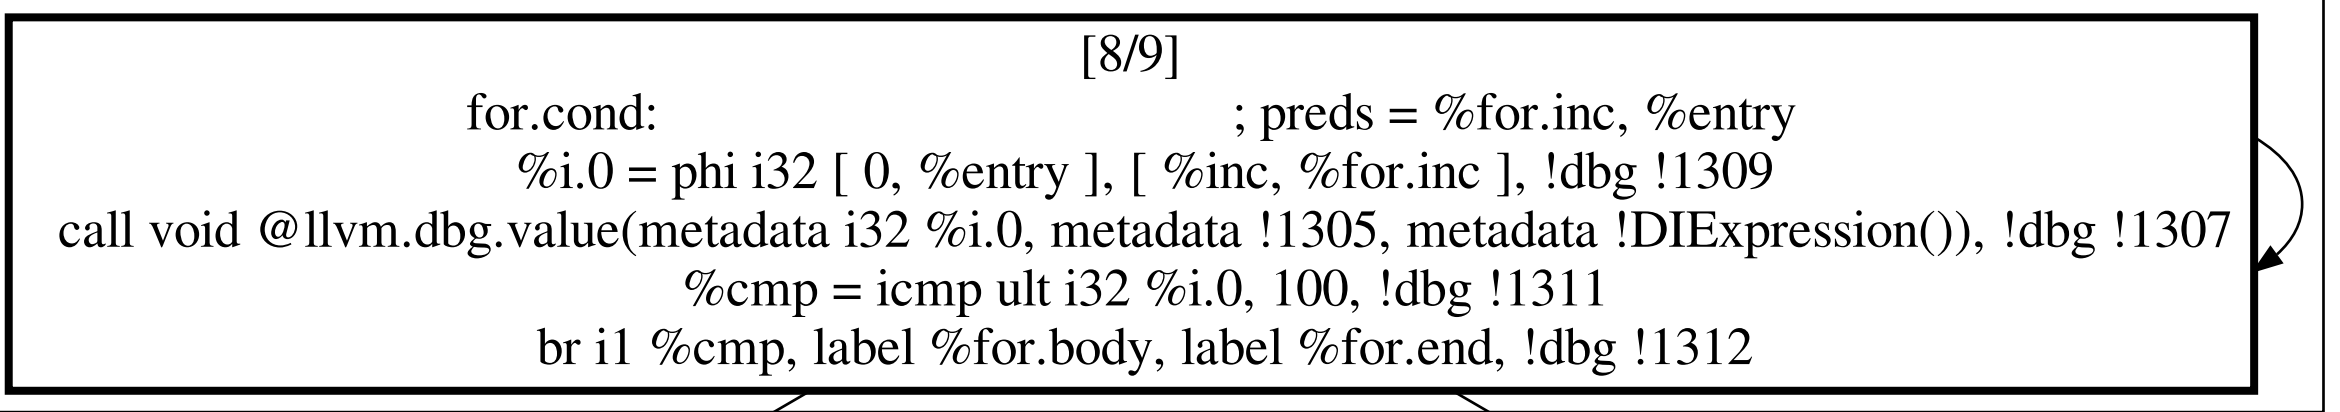 [8/9]
for.cond: ; preds = %for.inc, %entry
%i.0 = phi i32 [ 0, %entry ], [ %inc, %for.inc ], !dbg !1309
call void @llvm.dbg.value(metadata i32 %i.0, metadata !1305, metadata !DIExpression()), !dbg !1307
%cmp = icmp ult i32 %i.0, 100, !dbg !1311
br i1 %cmp, label %for.body, label %for.end, !dbg !1312